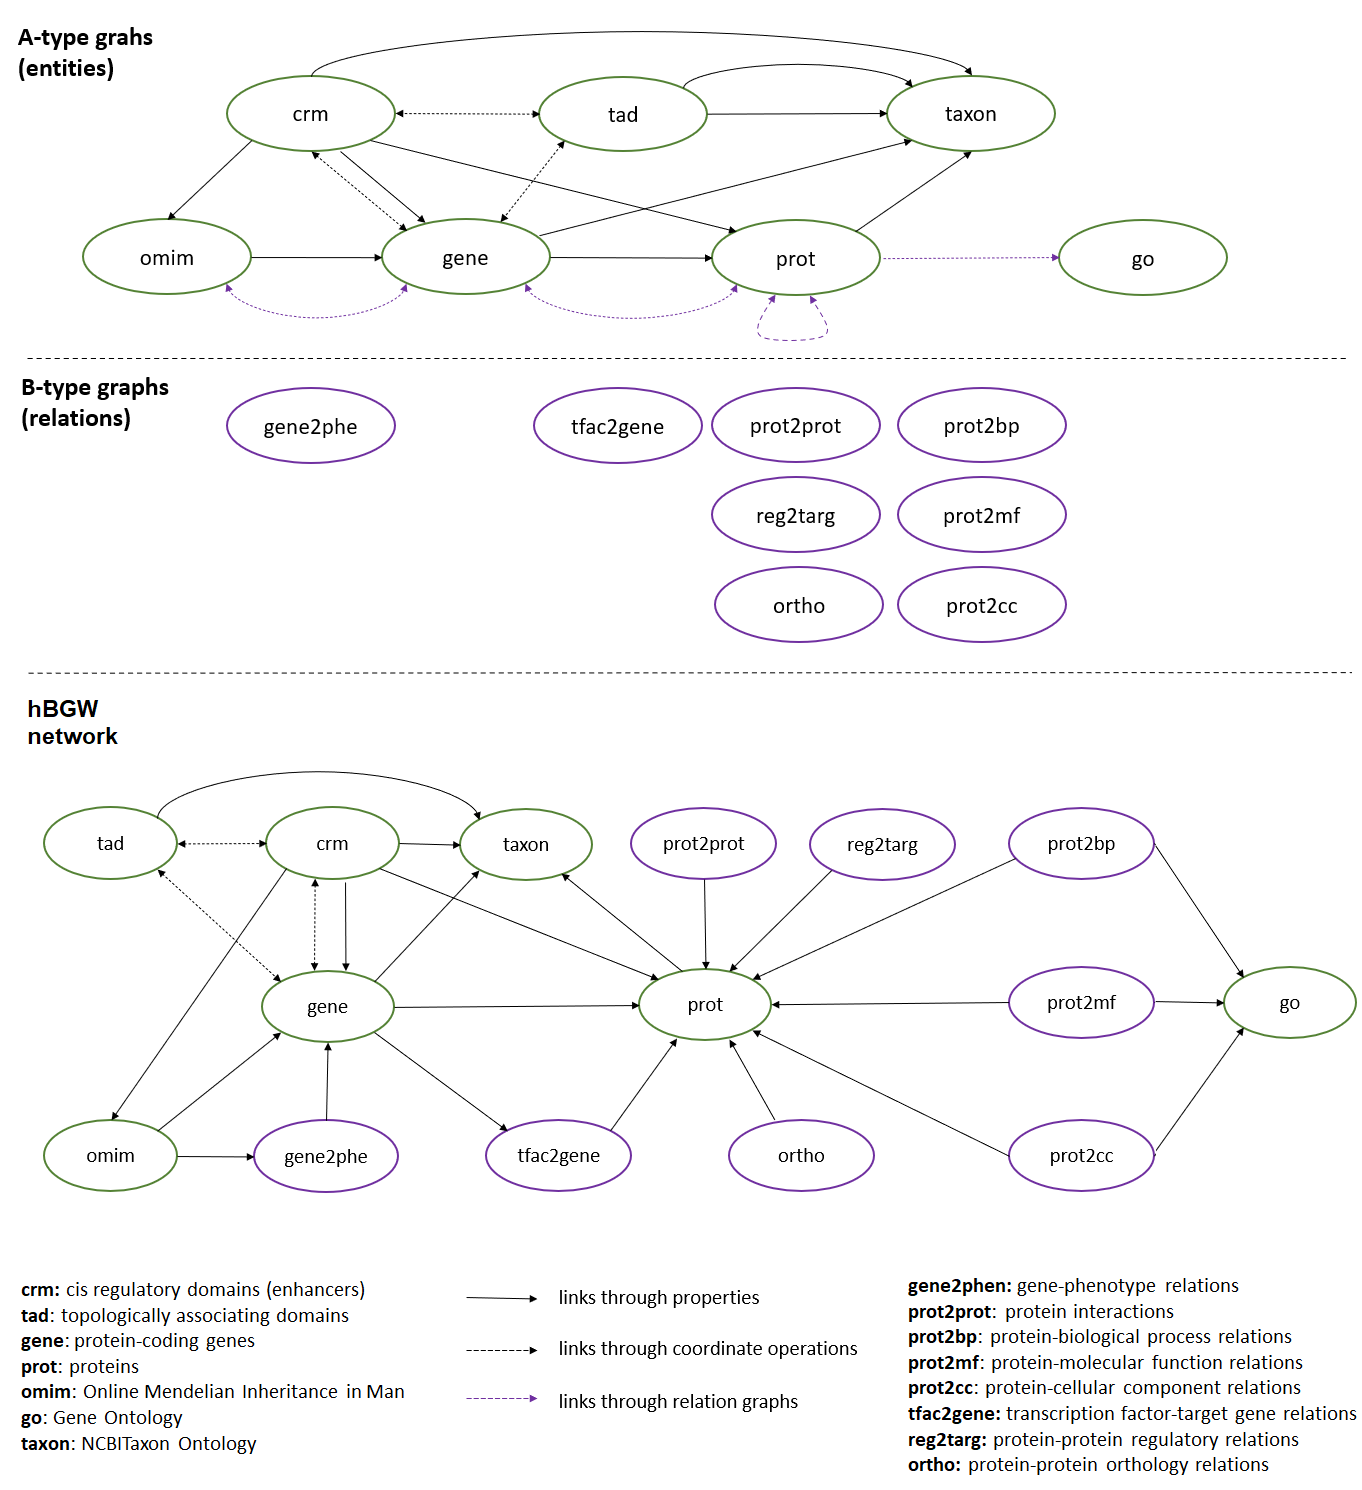 A-type grahs
(entities)
crm
tad
taxon
omim
gene
prot
go
B-type graphs
(relations)
gene2phe
tfac2gene
prot2prot
prot2bp
reg2targ
prot2mf
ortho
prot2cc
hBGW
network
tad
crm
taxon
prot2prot
reg2targ
prot2bp
gene
prot
prot2mf
go
omim
gene2phe
tfac2gene
ortho
prot2cc
crm: cis regulatory domains (enhancers)
tad: topologically associating domains
gene: protein-coding genes
prot: proteins
omim: Online Mendelian Inheritance in Man
go: Gene Ontology
taxon: NCBITaxon Ontology
links through properties
links through coordinate operations
links through relation graphs
gene2phen: gene-phenotype relations
prot2prot: protein interactions
prot2bp: protein-biological process relations
prot2mf: protein-molecular function relations
prot2cc: protein-cellular component relations
tfac2gene: transcription factor-target gene relations
reg2targ: protein-protein regulatory relations
ortho: protein-protein orthology relations